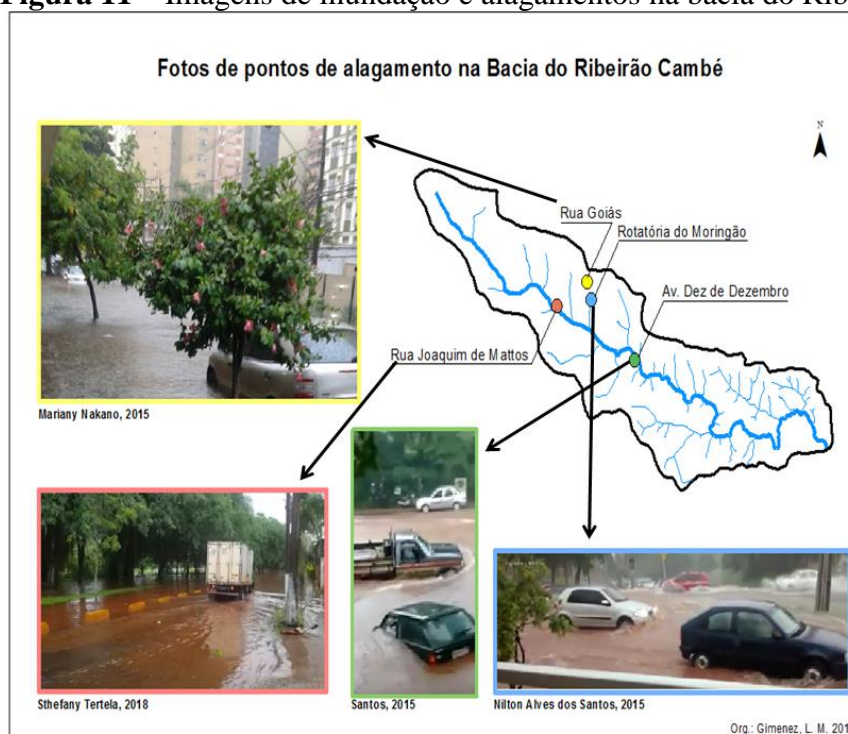 Figura 11 – Imagens de inundação e alagamentos na bacia do
Fotos de pontos de alagamento na Bacia do Ribeirão Cambé
N
Rua Goiás
Rotatória do Moringão
Av. Dez de Dezembro
Rua Joaquim de Mattos
Mariany Nakano, 2015
Sthefany Tertela, 2018
Santos, 2015
Nilton Alves dos Santos, 2015
Org.: Gimenez, L. M.